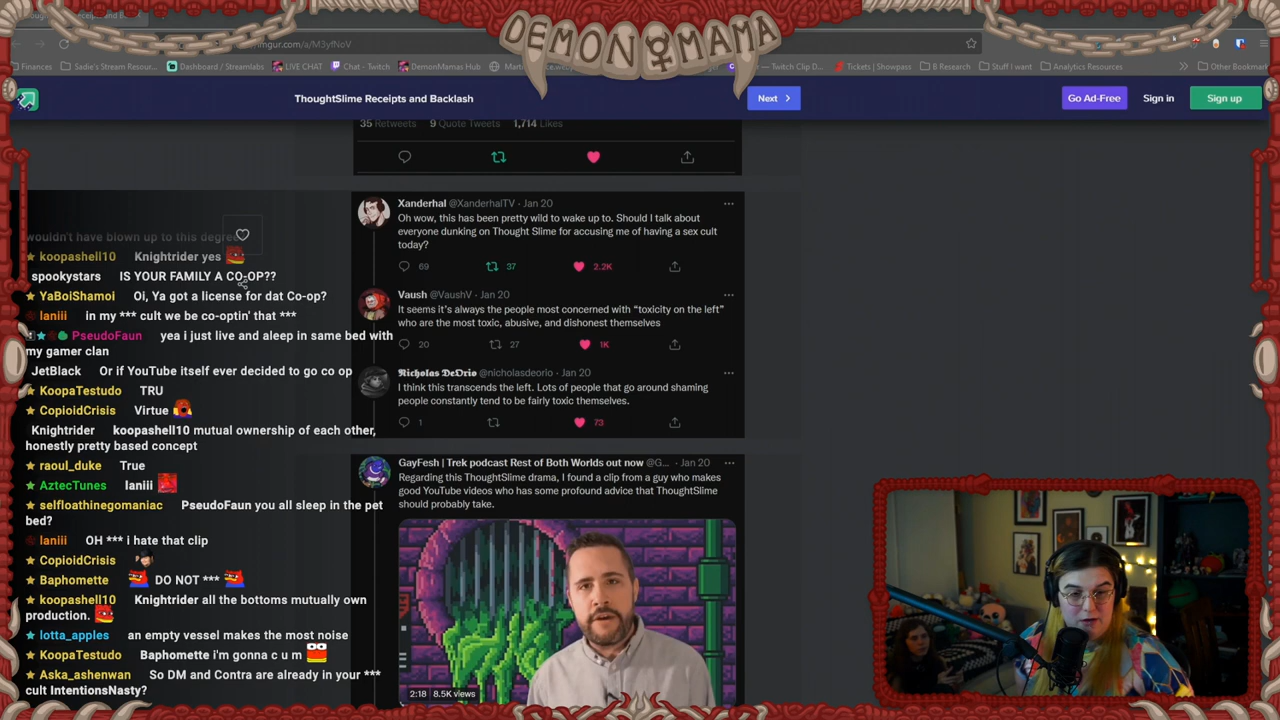 DEMON MAMA
imgur.com/a/M3yfNoV
Finances
Sadie's Stream Resour...
Dashboard / Streamlabs
LIVE CHAT
Chat - Twitch
DemonMamas Hub
Twitch Clip D...
Tickets | Showpass
B Research
Stuff I want
Analytics Resources
Other Bookmark
ThoughtSlime Receipts and Backlash
Next
Go Ad-Free
Sign in
Sign up
35 Retweets 9 Quote Tweets 1,714 Likes
Xanderhal @XanderhalTV · Jan 20
Oh wow, this has been pretty wild to wake up to. Should I talk about
everyone dunking on Thought Slime for accusing me of having a sex cult
today?
69 37 2.2K
Vaush @VaushV · Jan 20
It seems it's always the people most concerned with “toxicity on the left”
who are the most toxic, abusive, and dishonest themselves
20 27 1K
Nicholas DeOrio @nicholasdeorio · Jan 20
I think this transcends the left. Lots of people that go around shaming
people constantly tend to be fairly toxic themselves.
1 73
GayFesh | Trek podcast Rest of Both Worlds out now @G... · Jan 20
Regarding this ThoughtSlime drama, I found a clip from a guy who makes
good YouTube videos who has some profound advice that ThoughtSlime
should probably take.
2:18 8.5K views
wouldn't have blown up to this degree
koopashell10 Knightrider yes
spookystars IS YOUR FAMILY A CO-OP??
YaBoiShamoi Oi, Ya got a license for dat Co-op?
laniii in my *** cult we be co-optin' that ***
PseudoFaun yea i just live and aleep in same bed with
my gamer clan
JetBlack Or if YouTube itself ever decided to go co op
KoopaTestudo TRU
CopioidCrisis Virtue
Knightrider koopashell10 mutual ownership of each other,
honestly pretty based concept
raoul_duke True
AztecTunes laniii
selfloathinegomaniac PseudoFaun you all sleep in the pet
bed?
laniii OH *** i hate that clip
CopioidCrisis
Baphomette DO NOT ***
koopashell10 Knightrider all the bottoms mutually own
production.
lotta_apples an empty vessel makes the most noise
KoopaTestudo Baphomette i'm gonna c u m
Aska_ashenwan So DM and Contra are already in your ***
cult IntentionsNasty?